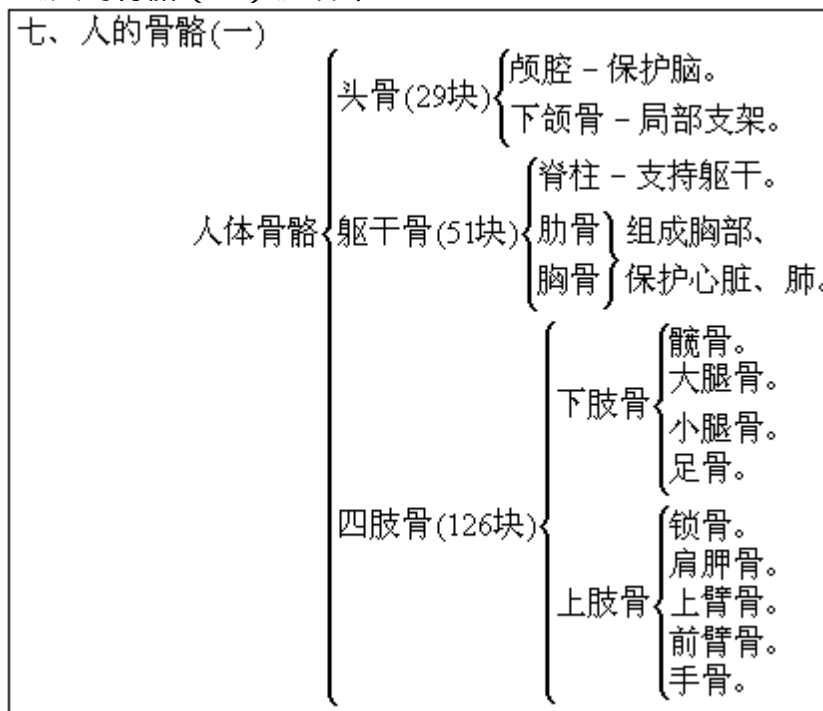 七、人的骨骼(一)
人体骨骼
头骨(29块)
颅腔－保护脑。
下颌骨－局部支架。
躯干骨(51块)
脊柱－支持躯干。
肋骨
胸骨
组成胸部、
保护心脏、肺。
四肢骨(126块)
下肢骨
髋骨。
大腿骨。
小腿骨。
足骨。
上肢骨
锁骨。
肩胛骨。
上臂骨。
前臂骨。
手骨。